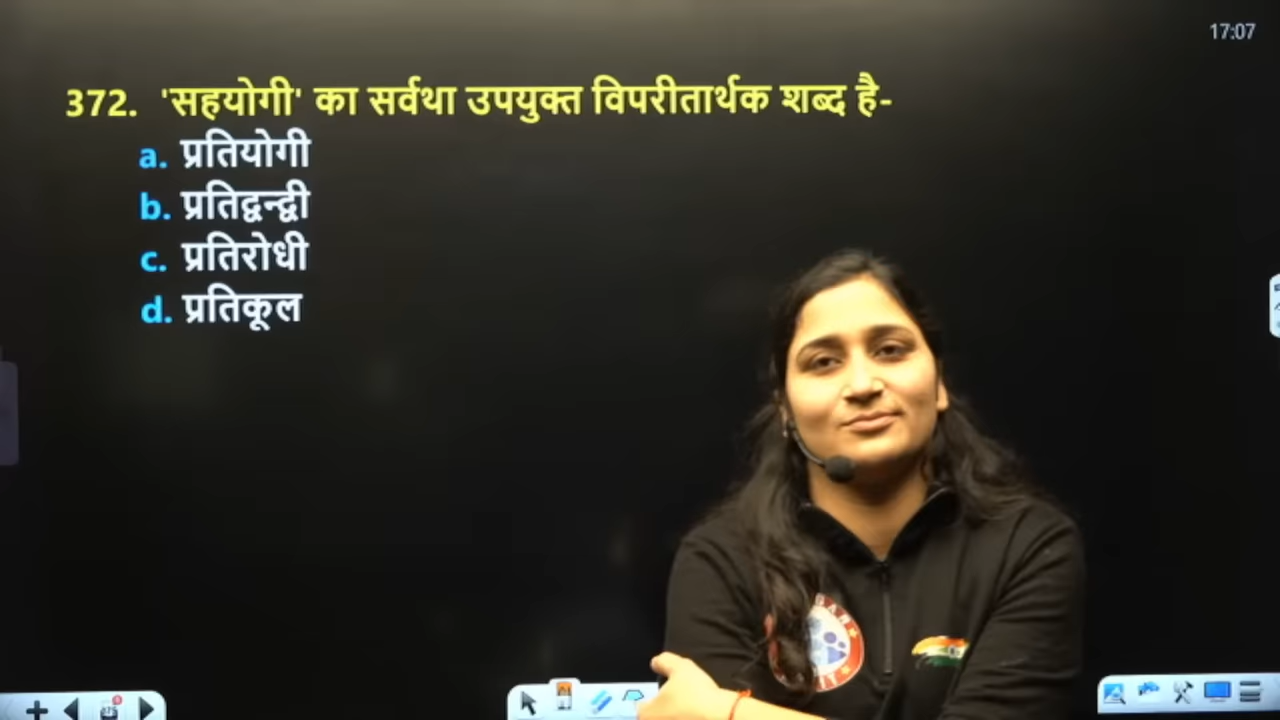 17:07
372. 'सहयोगी' का सर्वथा उपयुक्त विपरीतार्थक शब्द है-
a. प्रतियोगी
b. प्रतिद्वन्द्वी
c. प्रतिरोधी
d. प्रतिकूल